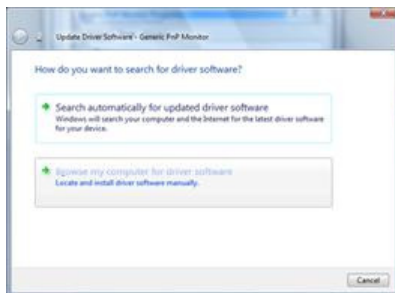 Update Driver Software - Generic PnP Monitor
How do you want to search for driver software?
Search automatically for updated driver software
Windows will search your computer and the Internet for the latest driver software
for your device.
Browse my computer for driver software
Locate and install driver software manually.
Cancel